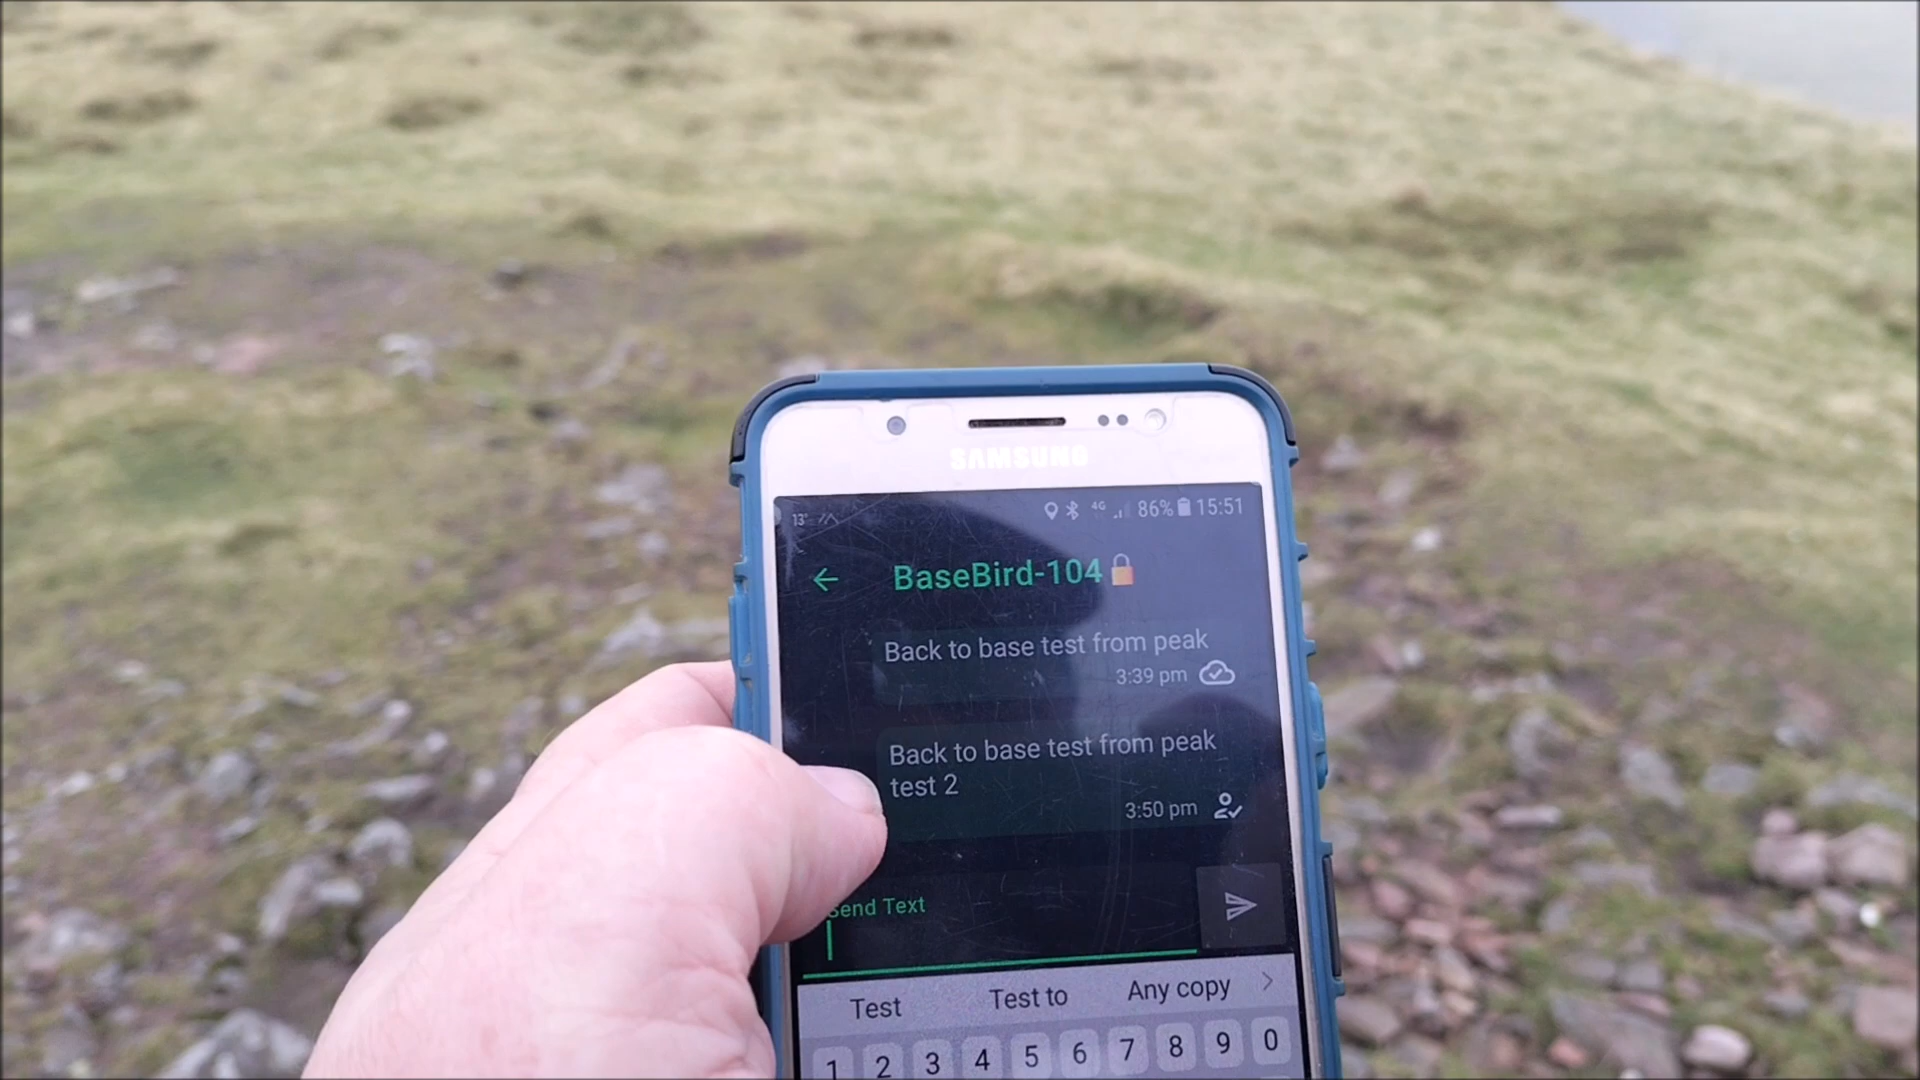 SAMSUNG
13° 4G 86% 15:51
BaseBird-104
Back to base test from peak
3:39 pm
Back to base test from peak
test 2
3:50 pm
Send Text
Test Test to Any copy
1 2 3 4 5 6 7 8 9 0